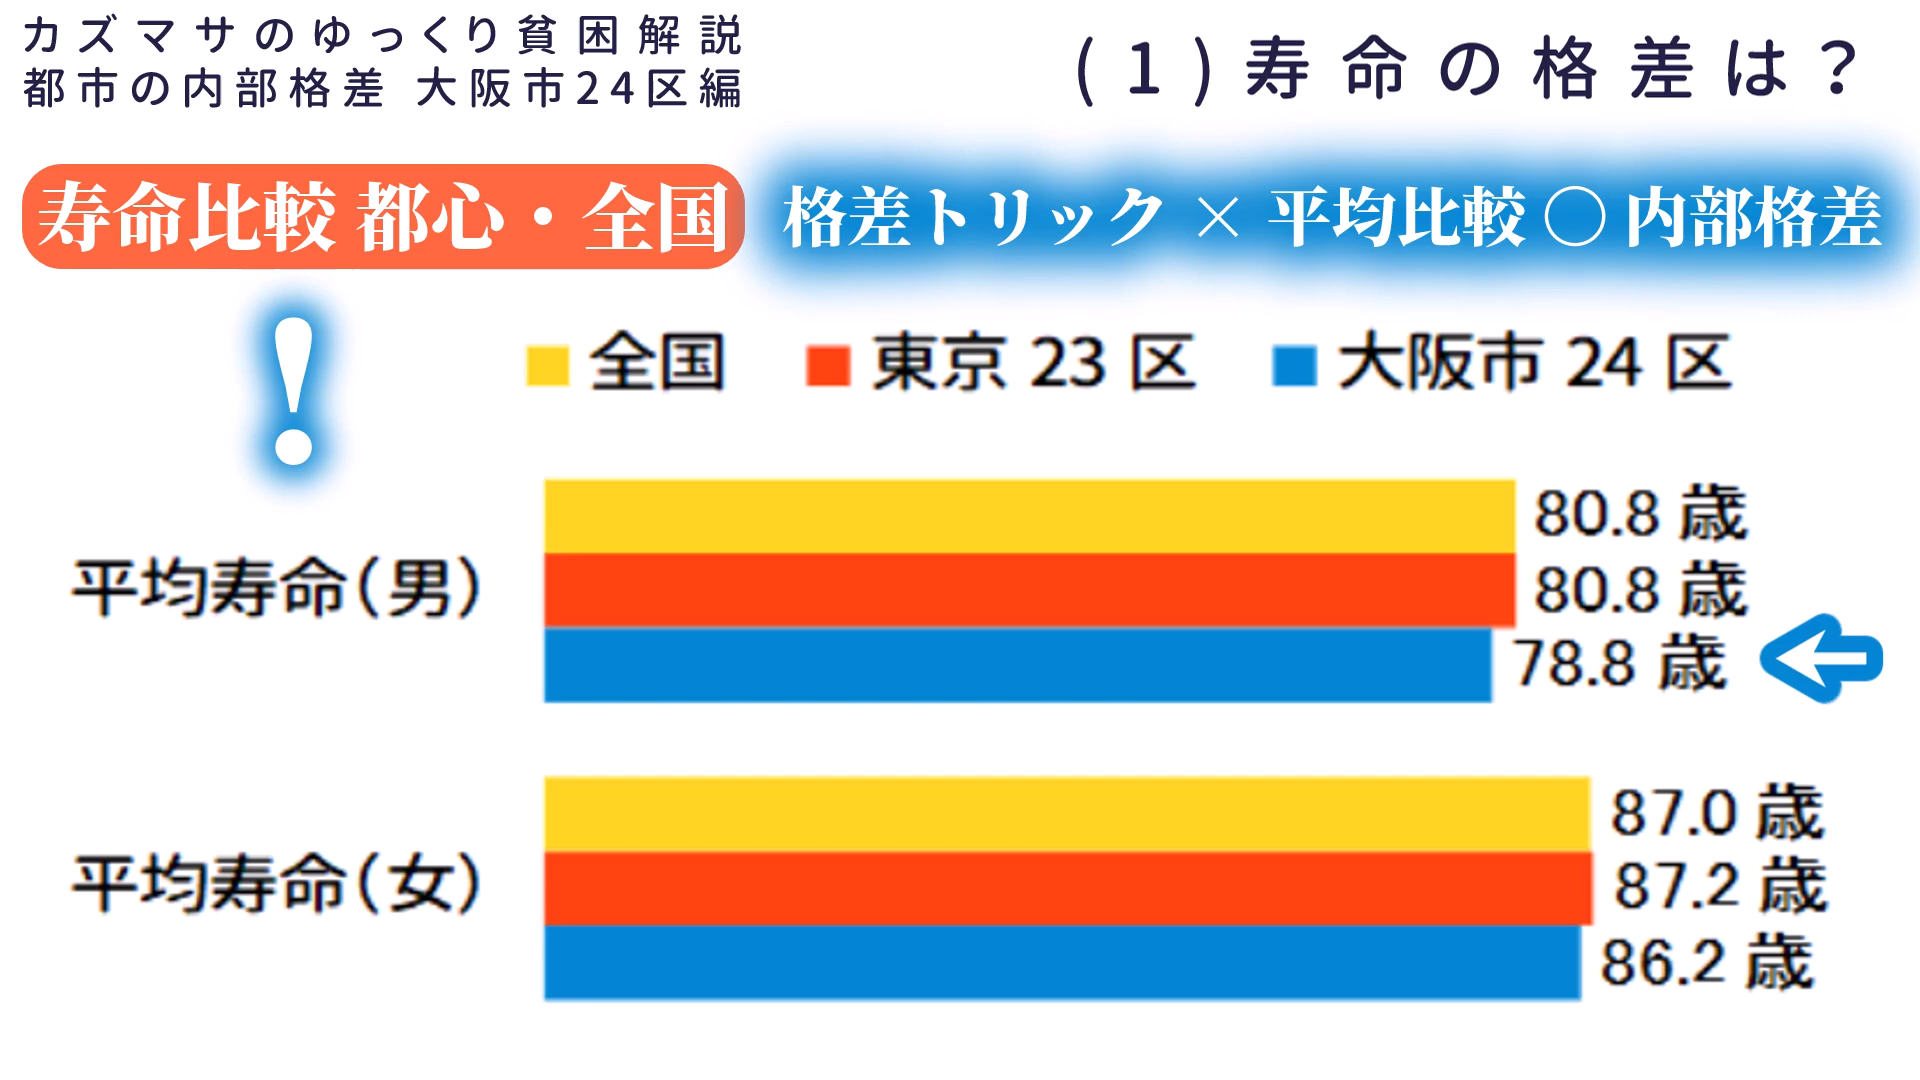 カズマサのゆっくり貧困解説
都市の内部格差 大阪市24区編
(1)寿命の格差は？
寿命比較 都心・全国
格差トリック × 平均比較 ◯ 内部格差
！
全国 東京 23 区 大阪市 24 区
平均寿命(男)
80.8 歳
80.8 歳
78.8 歳
平均寿命(女)
87.0 歳
87.2 歳
86.2 歳